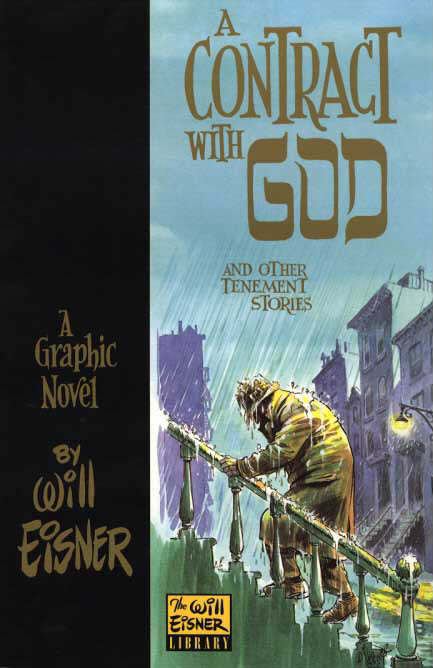 A
CONTRACT
WITH GOD
AND OTHER
TENEMENT
STORIES
A
Graphic
Novel
BY
Will
EISNER
The Will
EISNER
LIBRARY